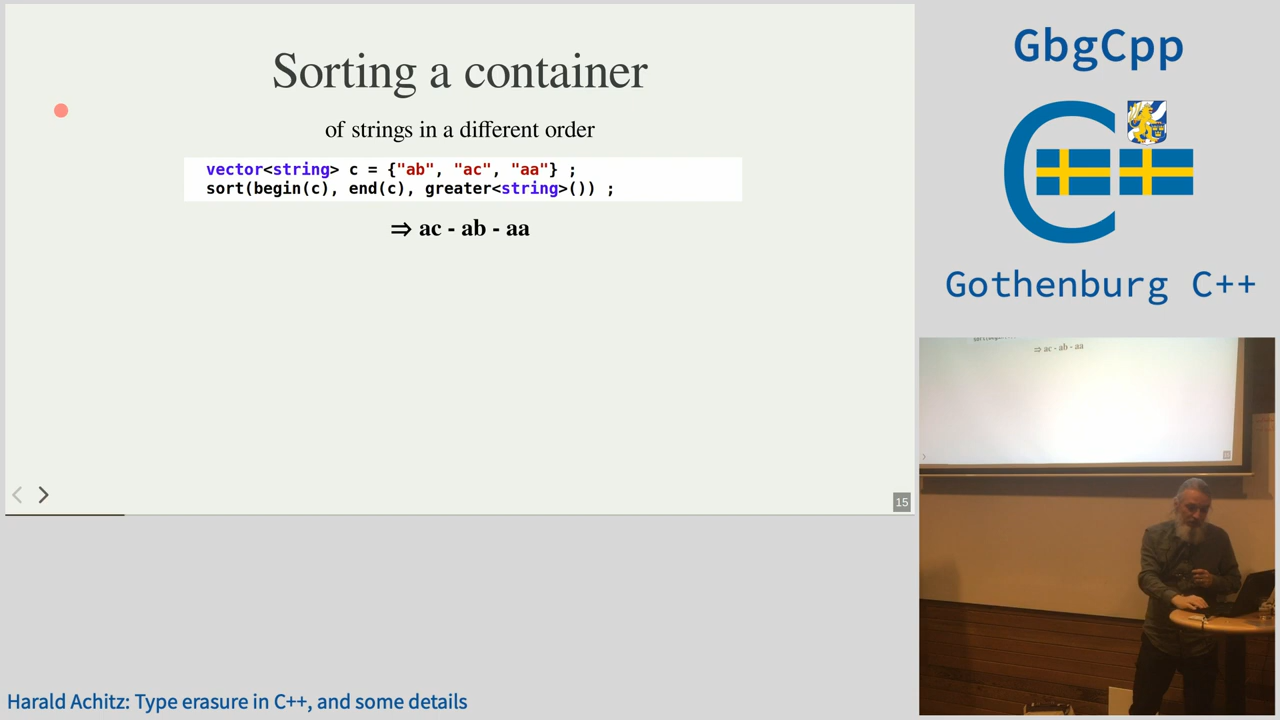 Sorting a container
of strings in a different order
vector<string> c = {"ab", "ac", "aa"} ;
sort(begin(c), end(c), greater<string>()) ;
⇒ ac - ab - aa
15
GbgCpp
Gothenburg C++
⇒ ac - ab - aa
Harald Achitz: Type erasure in C++, and some details